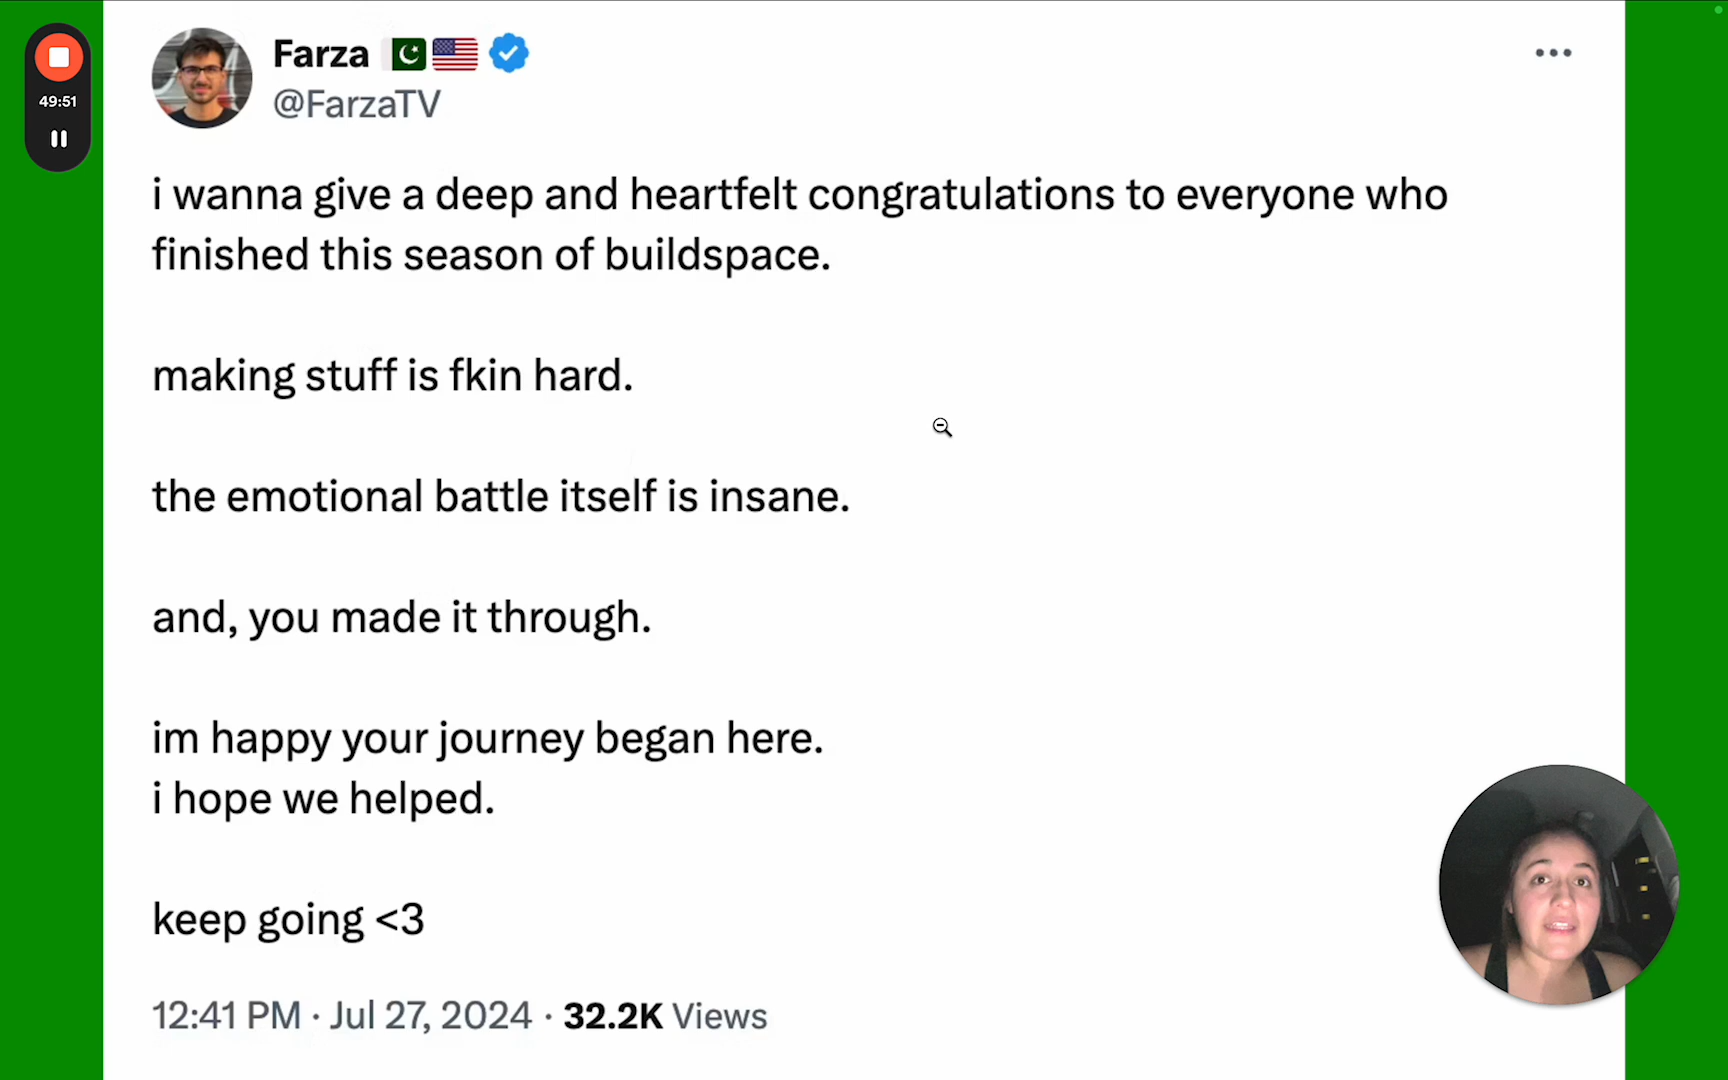 49:51
Farza 🇵🇰🇺🇸
@FarzaTV
i wanna give a deep and heartfelt congratulations to everyone who
finished this season of buildspace.
making stuff is fkin hard.
the emotional battle itself is insane.
and, you made it through.
im happy your journey began here.
i hope we helped.
keep going <3
12:41 PM · Jul 27, 2024 · 32.2K Views